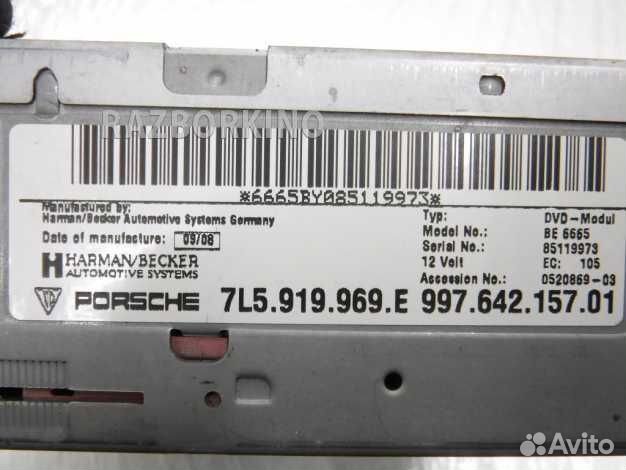 RAZBORKINO
*6665BY085119973*
Manufactured by:
Harman/Becker Automotive Systems Germany
Date of manufacture: 09/08
HARMAN/BECKER
AUTOMOTIVE SYSTEMS
Typ: DVD-Modul
Model No.: BE 6665
Serial No.: 85119973
12 Volt EC: 105
Accession No.: 0520869-03
PORSCHE 7L5.919.969.E 997.642.157.01
Avito